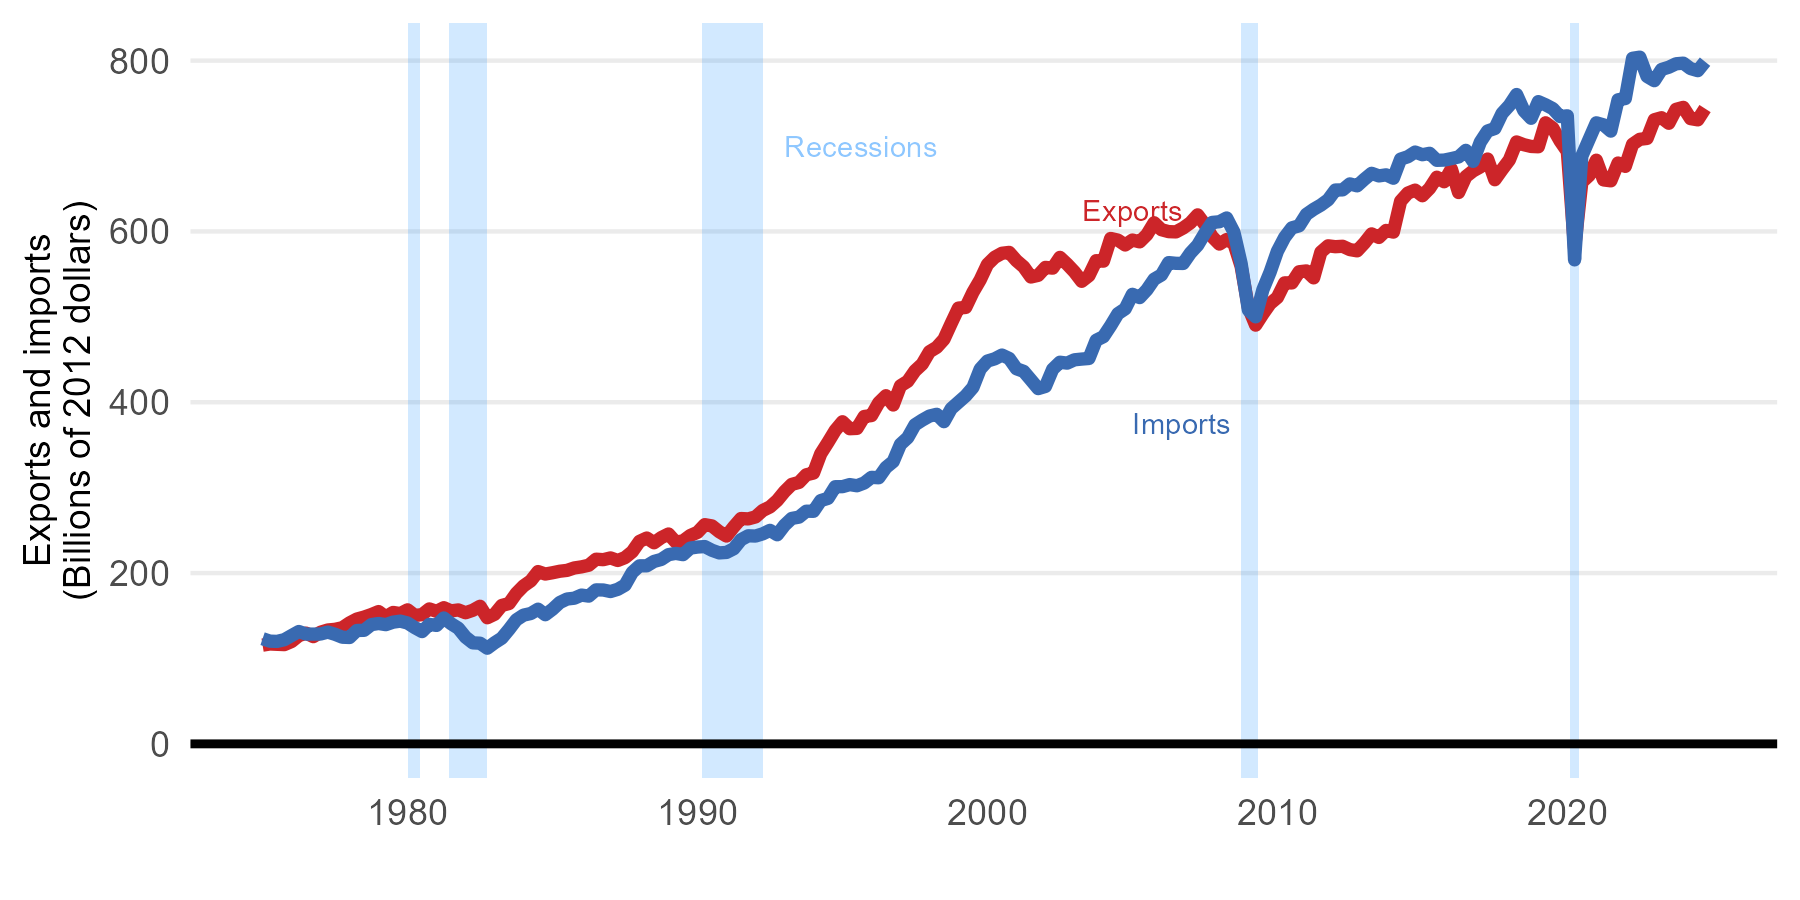 Exports and imports
(Billions of 2012 dollars)
800
600
400
200
0
Recessions
Exports
Imports
1980
1990
2000
2010
2020